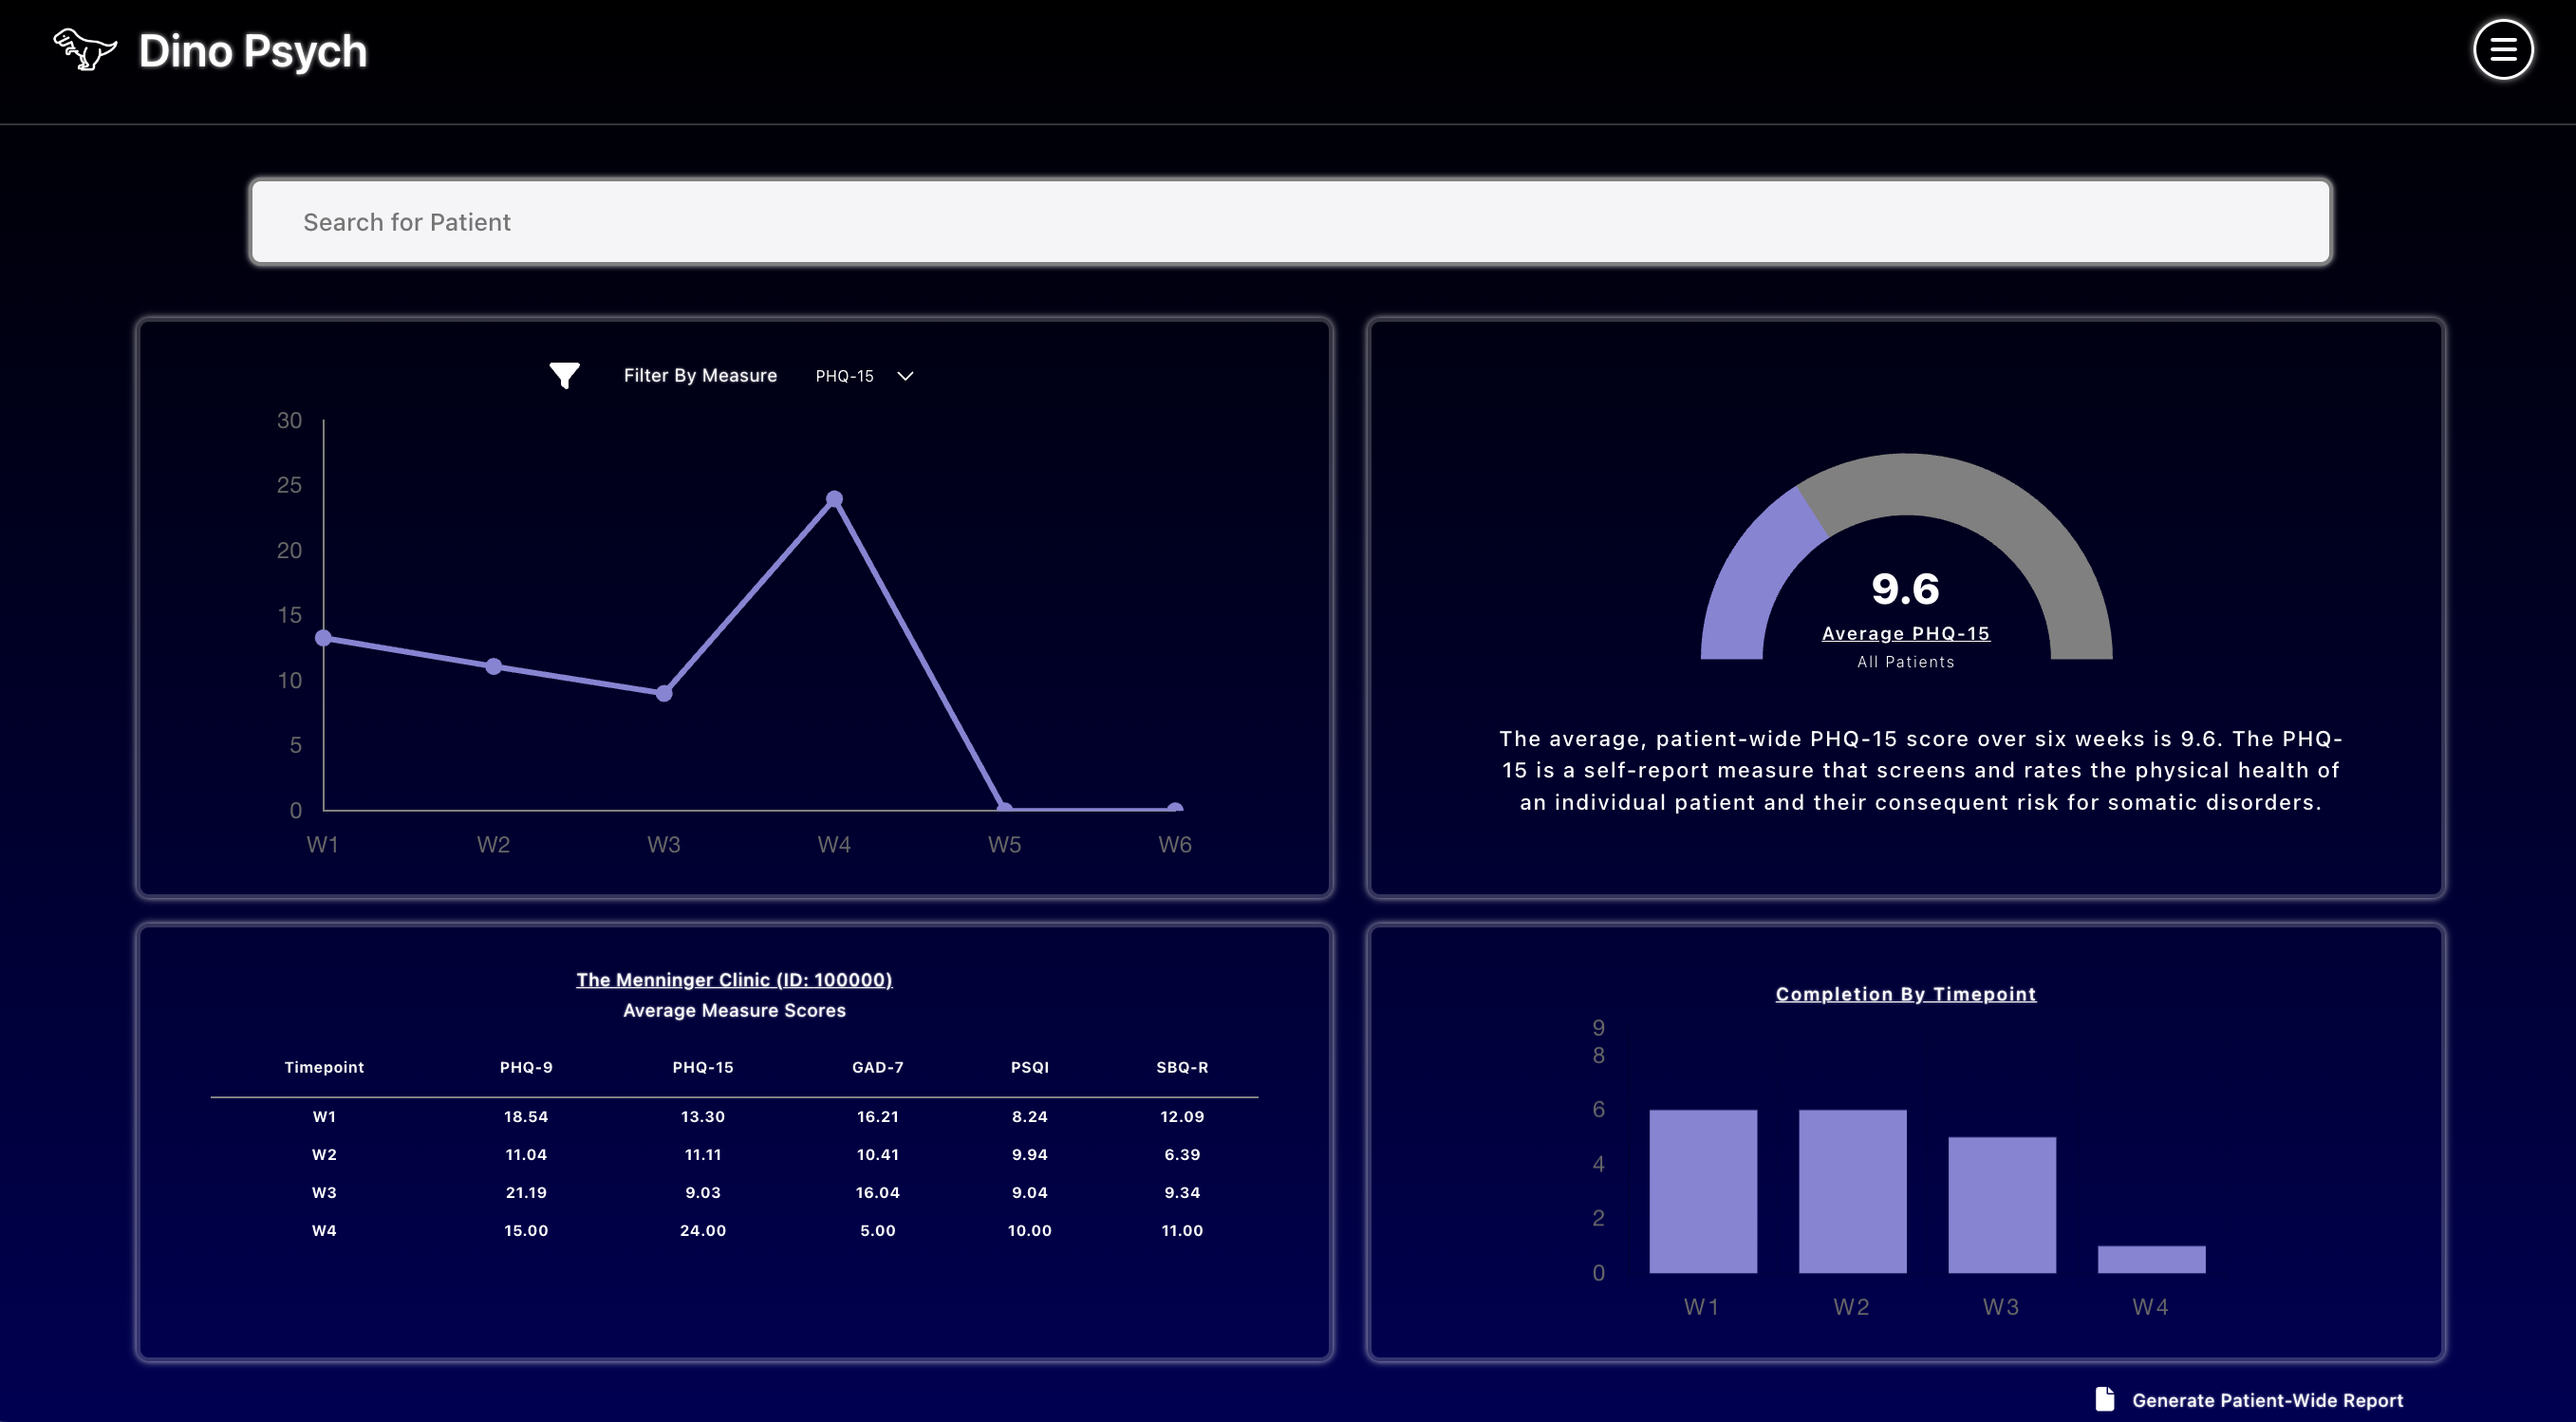 Dino Psych
Search for Patient
Filter By Measure PHQ-15
30
25
20
15
10
5
0
W1 W2 W3 W4 W5 W6
9.6
Average PHQ-15
All Patients
The average, patient-wide PHQ-15 score over six weeks is 9.6. The PHQ-
15 is a self-report measure that screens and rates the physical health of
an individual patient and their consequent risk for somatic disorders.
The Menninger Clinic (ID: 100000)
Average Measure Scores
Timepoint PHQ-9 PHQ-15 GAD-7 PSQI SBQ-R
W1 18.54 13.30 16.21 8.24 12.09
W2 11.04 11.11 10.41 9.94 6.39
W3 21.19 9.03 16.04 9.04 9.34
W4 15.00 24.00 5.00 10.00 11.00
Completion By Timepoint
9
8
6
4
2
0
W1 W2 W3 W4
Generate Patient-Wide Report